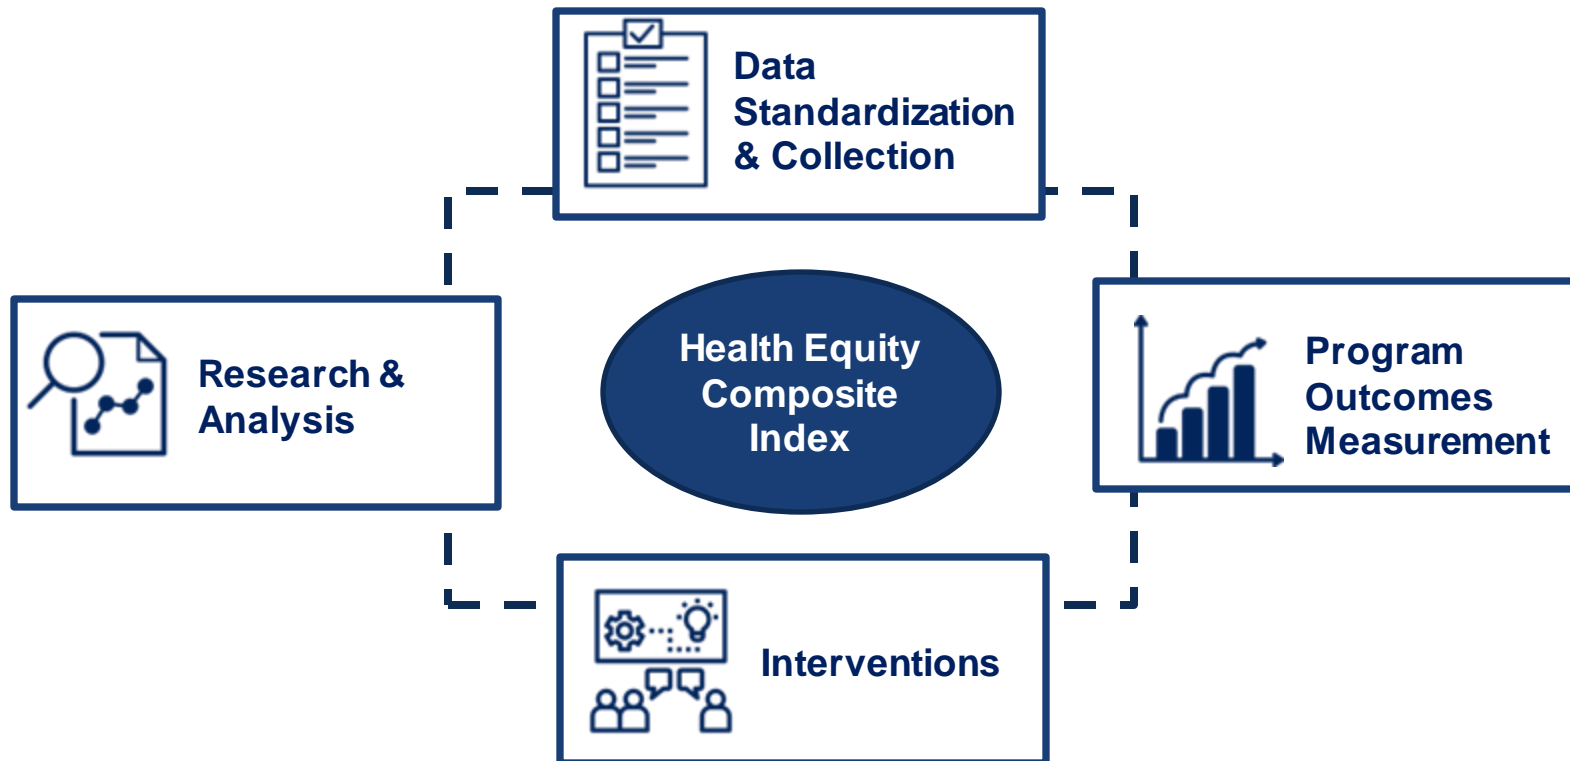 Data
Standardization
& Collection
Research &
Analysis
Health Equity
Composite
Index
Program
Outcomes
Measurement
Interventions